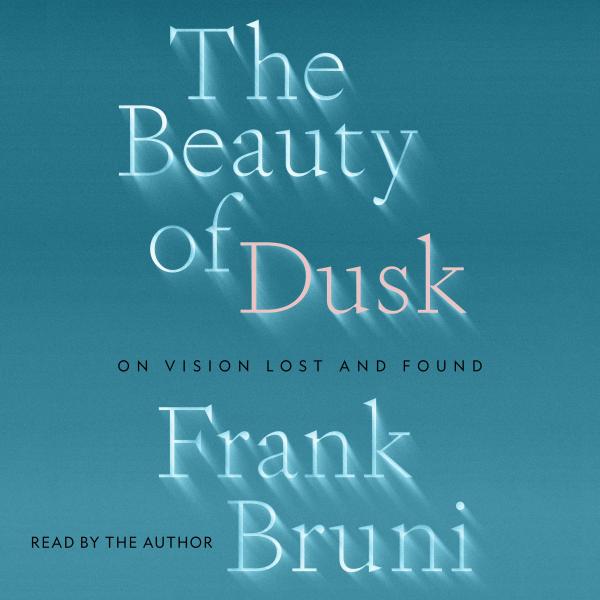 The
Beauty
of Dusk
ON VISION LOST AND FOUND
Frank
Bruni
READ BY THE AUTHOR